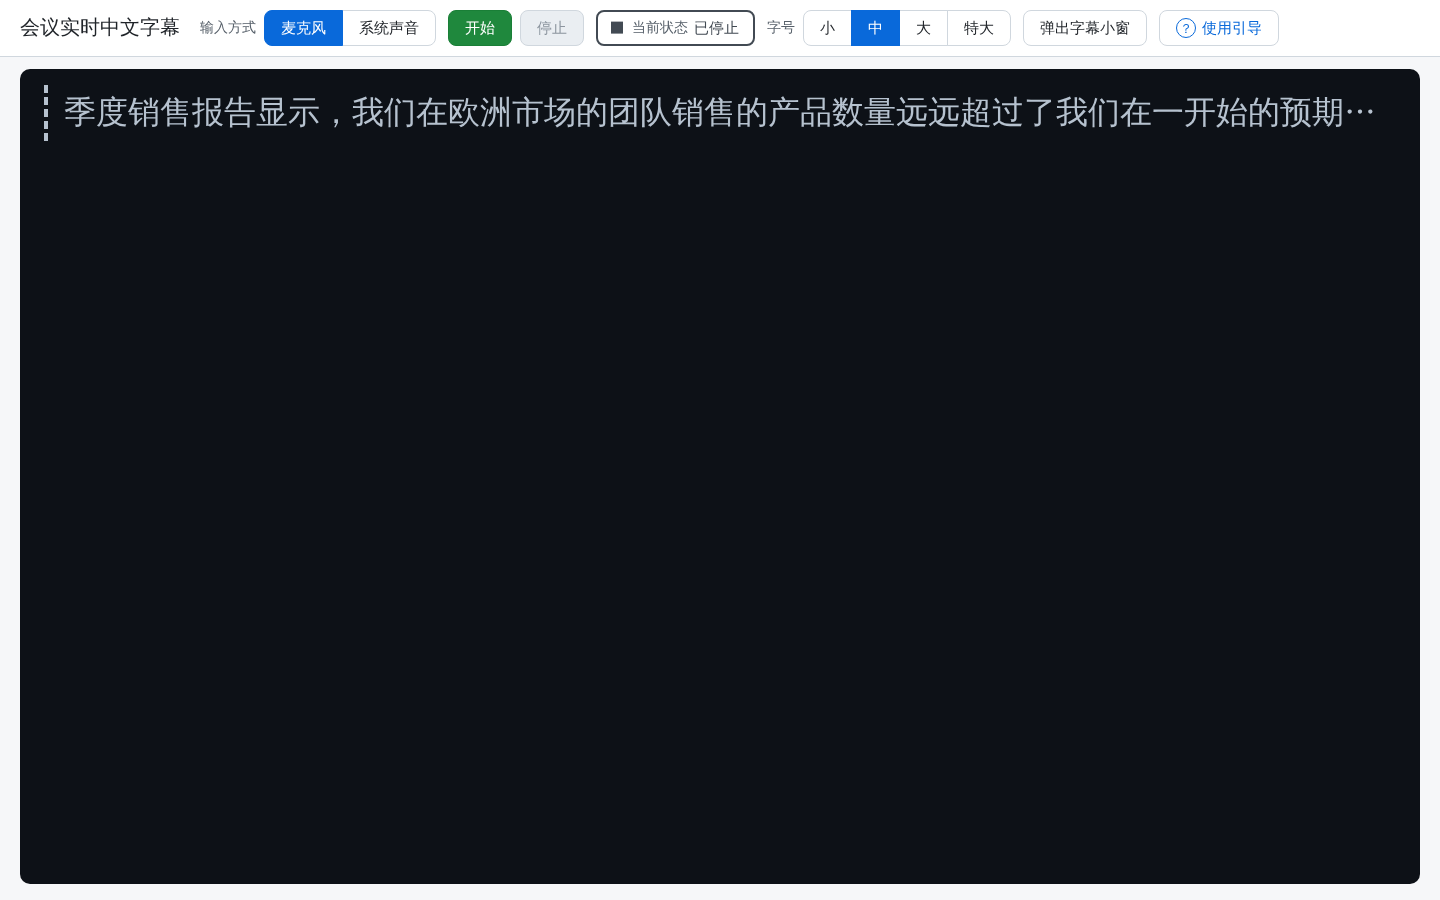 会议实时中文字幕 输入方式 麦克风 系统声音 开始 停止 当前状态 已停止 字号 小 中 大 特大 弹出字幕小窗 ? 使用引导
季度销售报告显示，我们在欧洲市场的团队销售的产品数量远远超过了我们在一开始的预期…